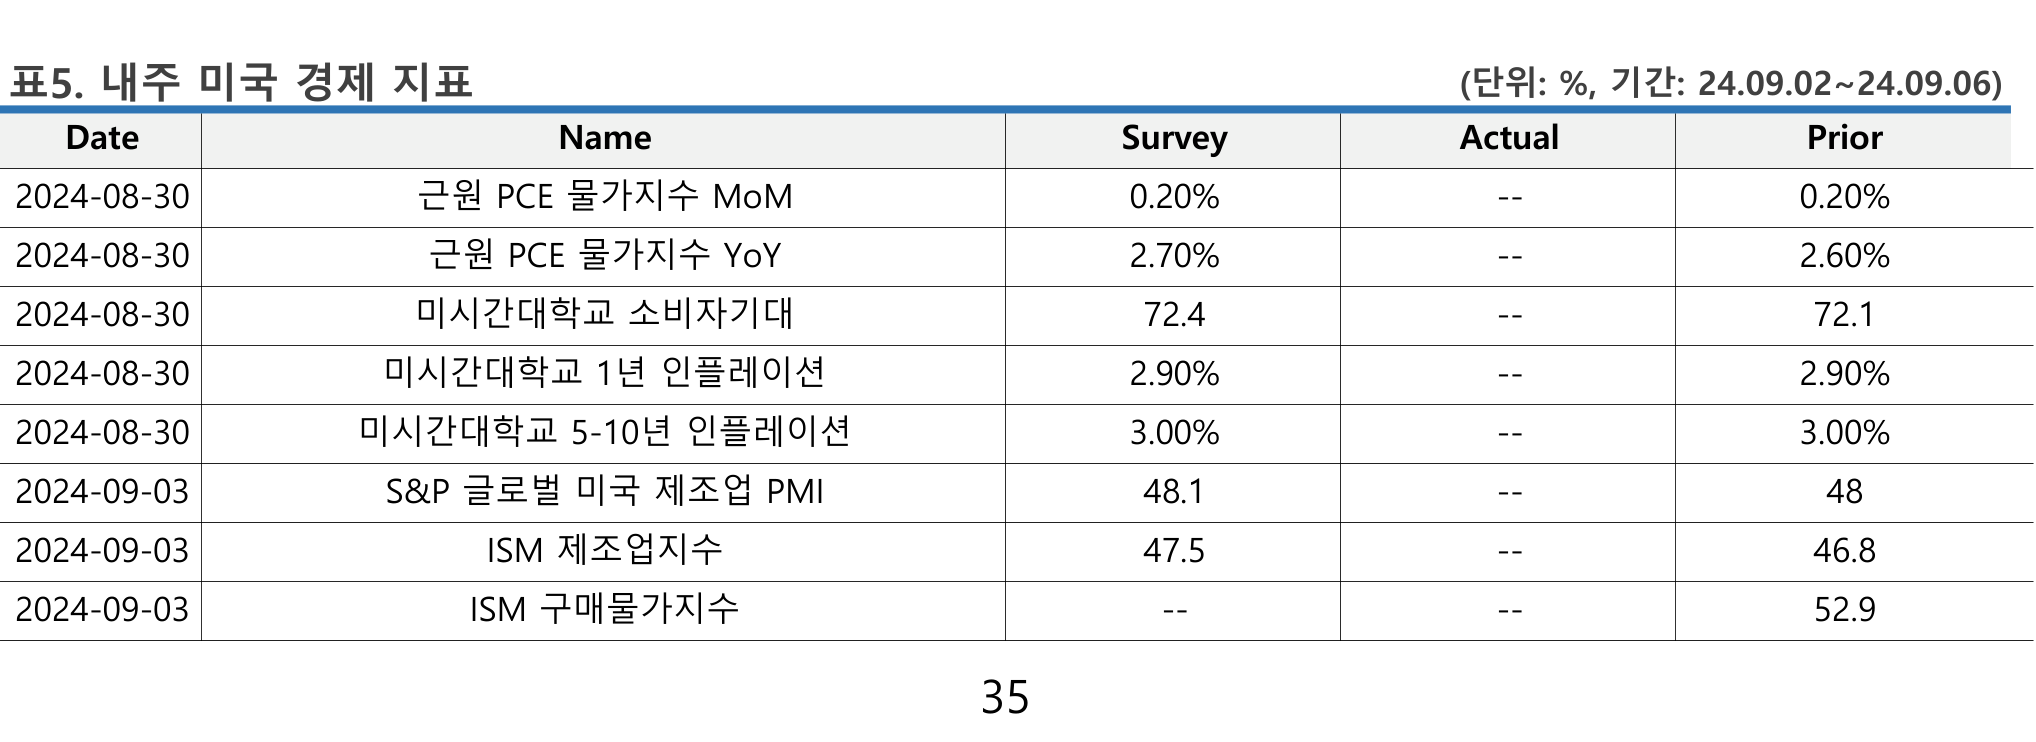 표5. 내주 미국 경제 지표 (단위: %, 기간: 24.09.02~24.09.06)
Date Name Survey Actual Prior
2024-08-30 근원 PCE 물가지수 MoM 0.20% -- 0.20%
2024-08-30 근원 PCE 물가지수 YoY 2.70% -- 2.60%
2024-08-30 미시간대학교 소비자기대 72.4 -- 72.1
2024-08-30 미시간대학교 1년 인플레이션 2.90% -- 2.90%
2024-08-30 미시간대학교 5-10년 인플레이션 3.00% -- 3.00%
2024-09-03 S&P 글로벌 미국 제조업 PMI 48.1 -- 48
2024-09-03 ISM 제조업지수 47.5 -- 46.8
2024-09-03 ISM 구매물가지수 -- -- 52.9
35